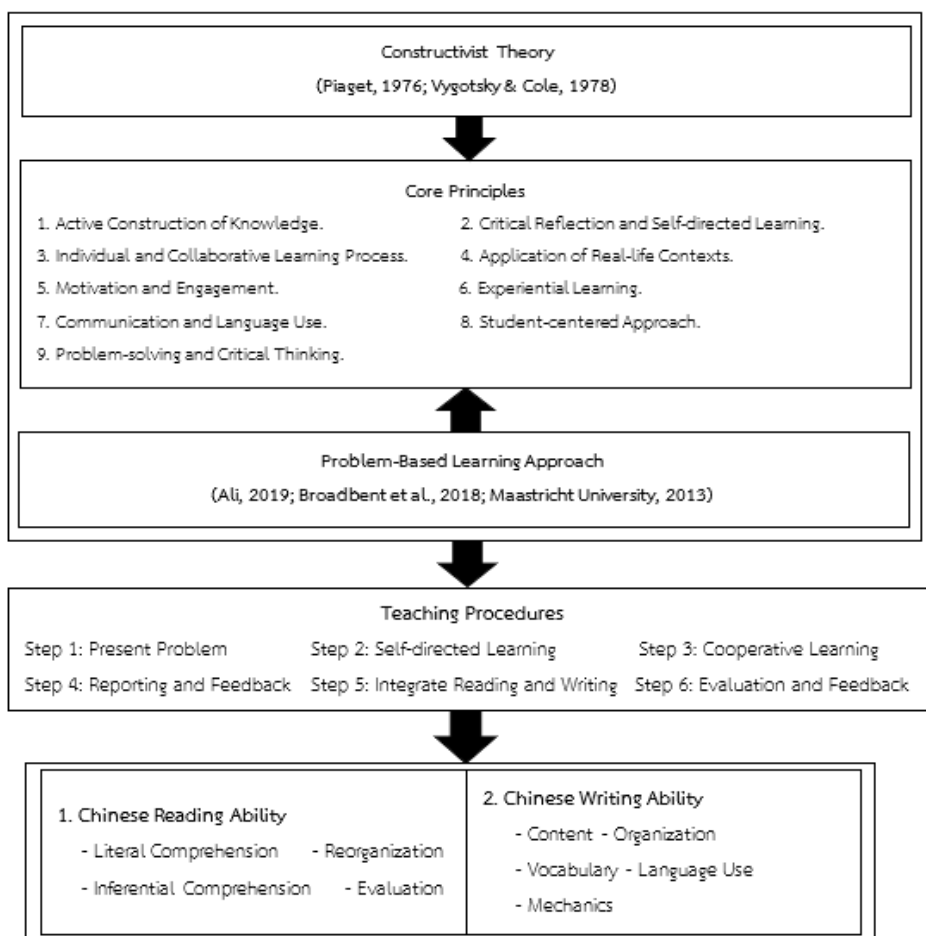 Constructivist Theory
(Piaget, 1976; Vygotsky & Cole, 1978)
Core Principles
1. Active Construction of Knowledge. 2. Critical Reflection and Self-directed Learning.
3. Individual and Collaborative Learning Process. 4. Application of Real-life Contexts.
5. Motivation and Engagement. 6. Experiential Learning.
7. Communication and Language Use. 8. Student-centered Approach.
9. Problem-solving and Critical Thinking.
Problem-Based Learning Approach
(Ali, 2019; Broadbent et al., 2018; Maastricht University, 2013)
Teaching Procedures
Step 1: Present Problem Step 2: Self-directed Learning Step 3: Cooperative Learning
Step 4: Reporting and Feedback Step 5: Integrate Reading and Writing Step 6: Evaluation and Feedback
1. Chinese Reading Ability
- Literal Comprehension - Reorganization
- Inferential Comprehension - Evaluation
2. Chinese Writing Ability
- Content - Organization
- Vocabulary - Language Use
- Mechanics